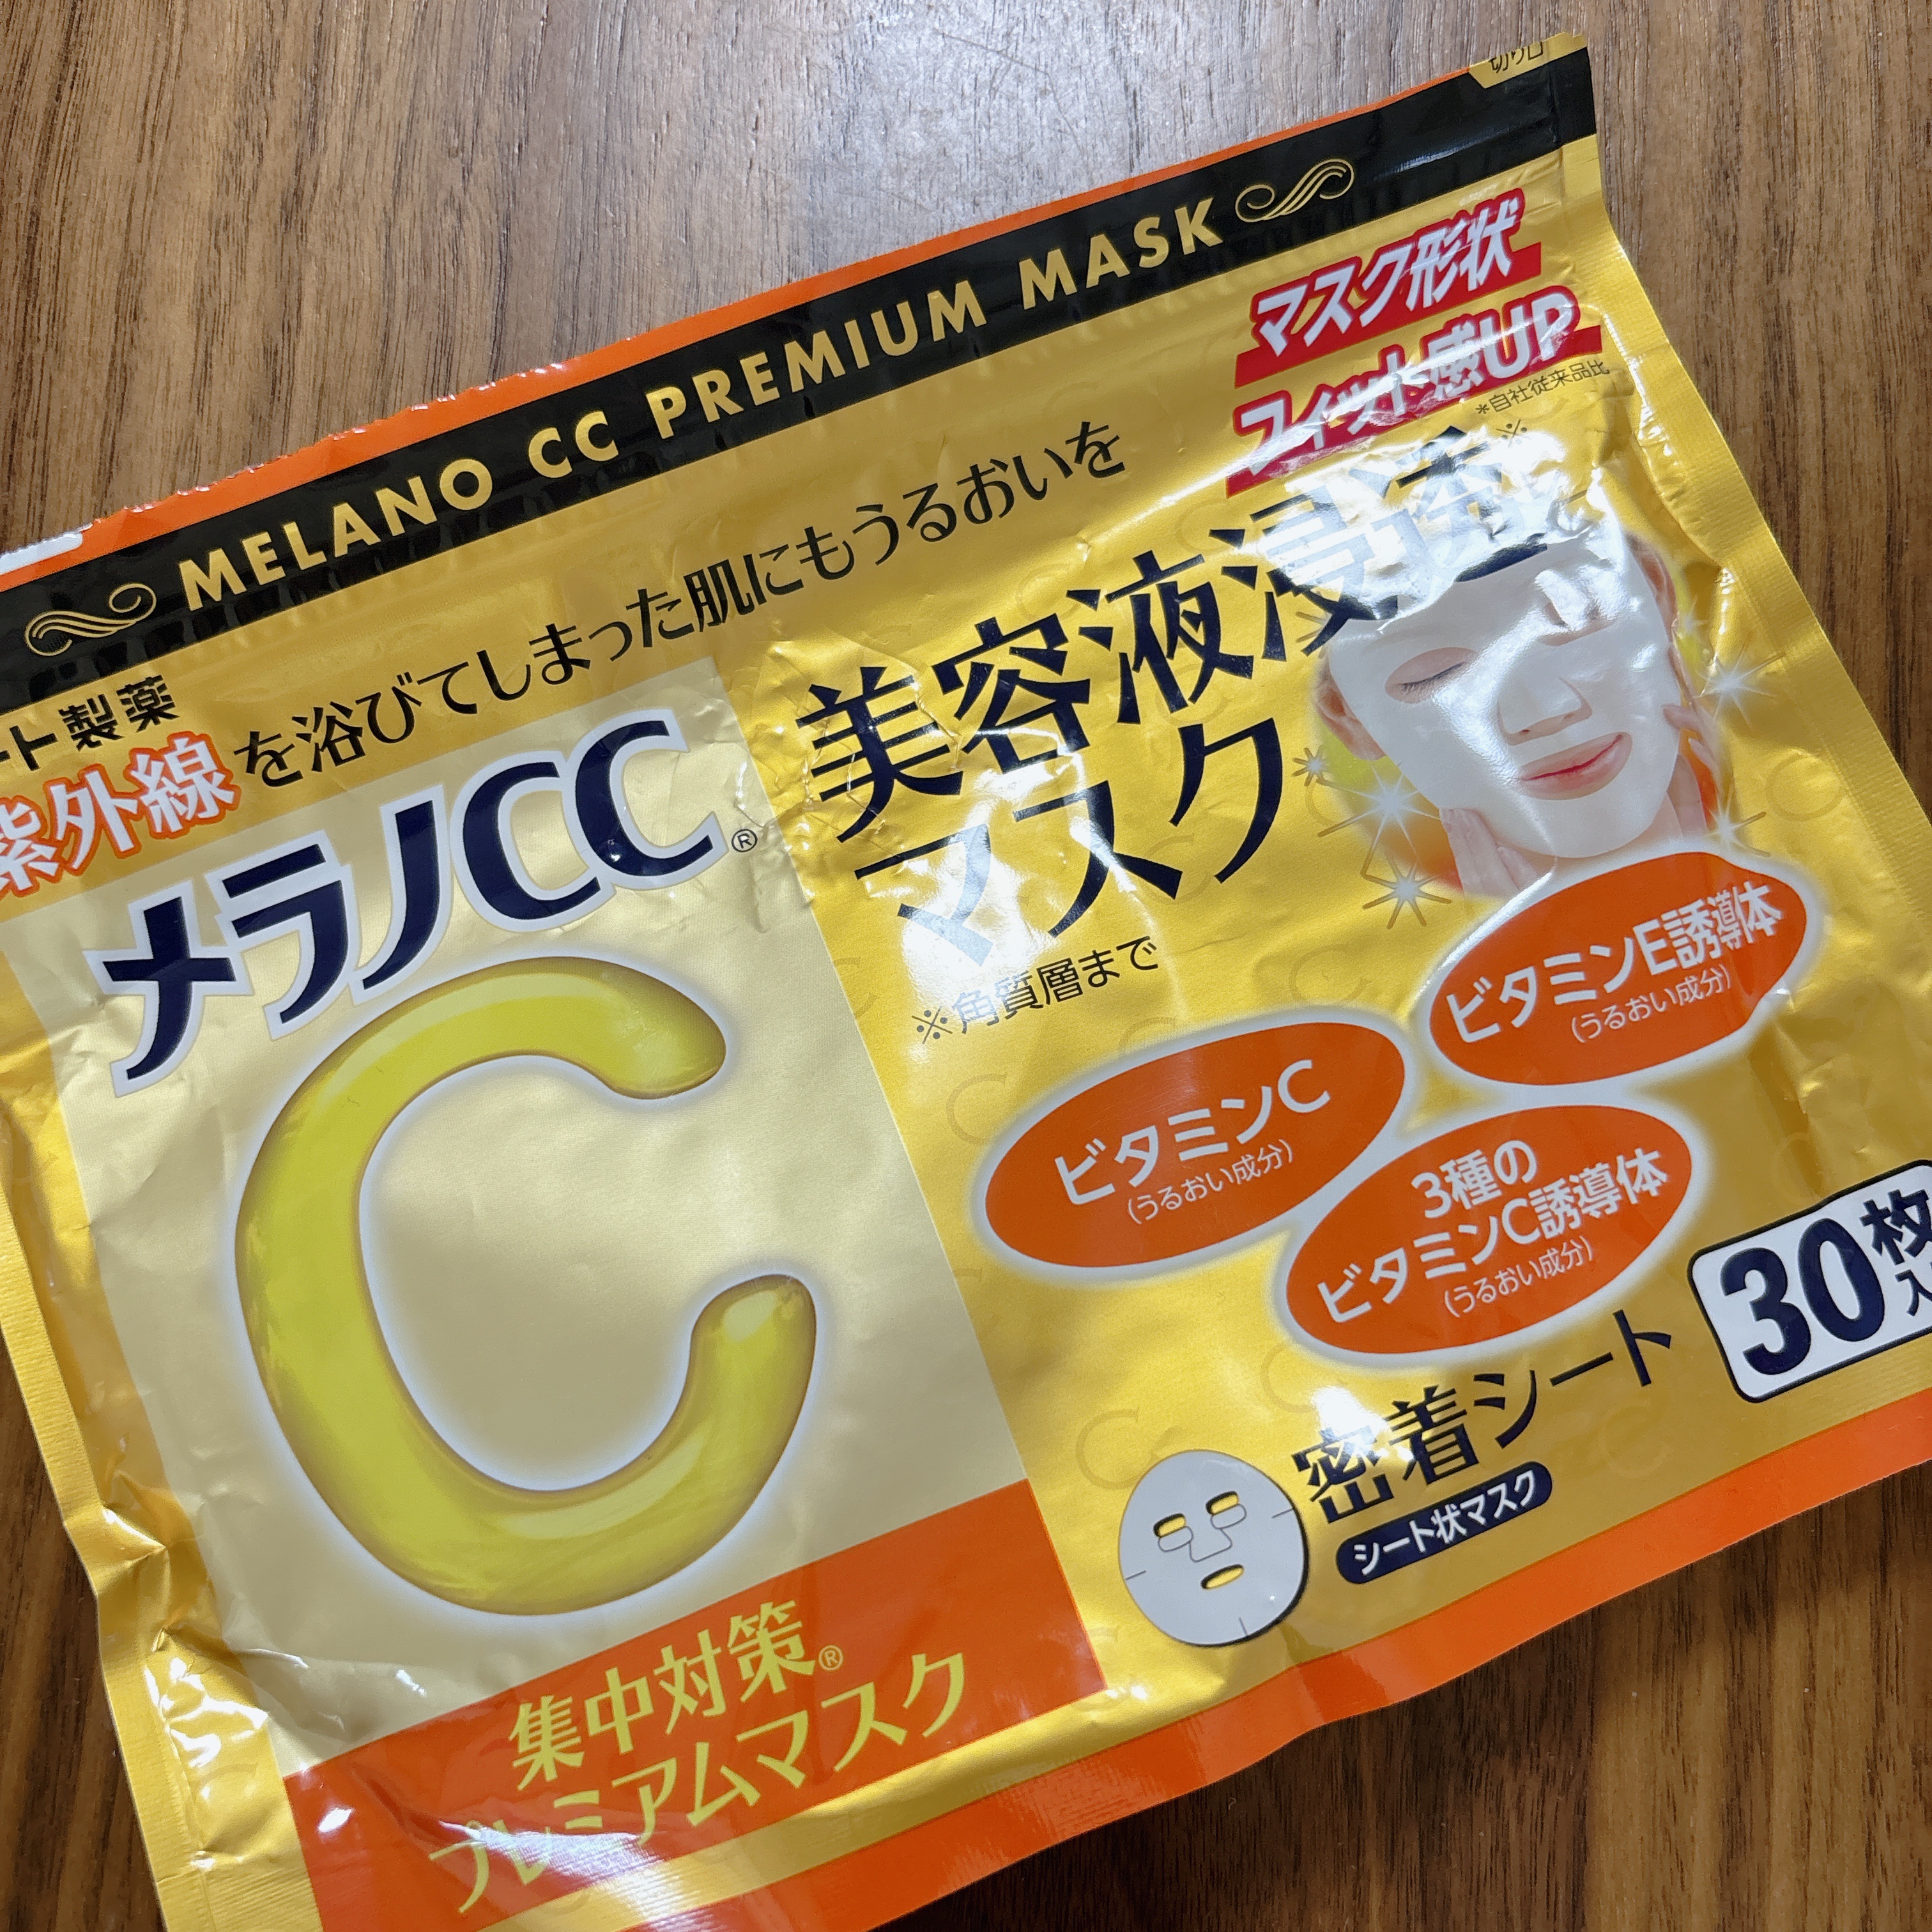 切り口
MELANO CC PREMIUM MASK
マスク形状
フィット感UP
*自社従来品比
ート製薬
紫外線を浴びてしまった肌にもうるおいを
メラノCC®
美容液浸透※
マスク
※角質層まで
ビタミンE誘導体
(うるおい成分)
ビタミンC
(うるおい成分)
3種の
ビタミンC誘導体
(うるおい成分)
30枚入
密着シート
シート状マスク
集中対策®
プレミアムマスク